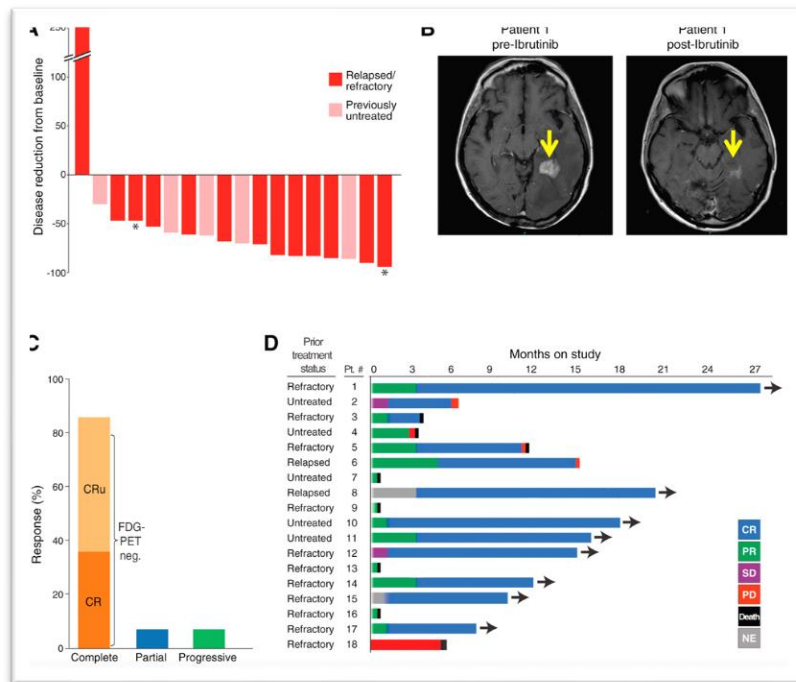 A
250
100
50
0
-50
-100
Disease reduction from baseline
Relapsed/
refractory
Previously
untreated
*
*
B
Patient 1
pre-Ibrutinib
Patient 1
post-Ibrutinib
C
100
80
60
40
20
0
Response (%)
CRu
CR
FDG-
PET
neg.
Complete Partial Progressive
D
Prior
treatment
status
Pt. #
Months on study
0 3 6 9 12 15 18 21 24 27
Refractory 1
Untreated 2
Refractory 3
Untreated 4
Refractory 5
Relapsed 6
Untreated 7
Relapsed 8
Refractory 9
Untreated 10
Untreated 11
Refractory 12
Refractory 13
Refractory 14
Refractory 15
Refractory 16
Refractory 17
Refractory 18
CR
PR
SD
PD
Death
NE